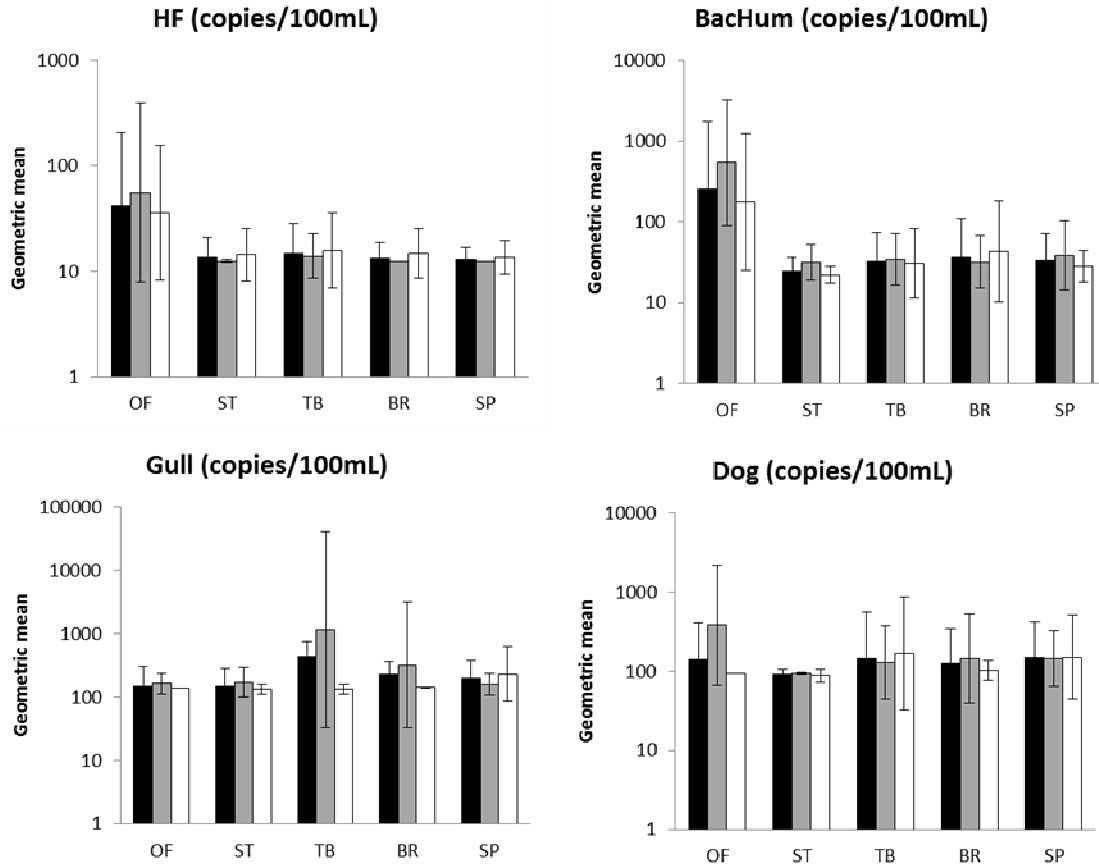 HF (copies/100mL)
1000
100
10
1
Geometric mean
OF ST TB BR SP
BacHum (copies/100mL)
10000
1000
100
10
1
Geometric mean
OF ST TB BR SP
Gull (copies/100mL)
100000
10000
1000
100
10
1
Geometric mean
OF ST TB BR SP
Dog (copies/100mL)
10000
1000
100
10
1
Geometric mean
OF ST TB BR SP